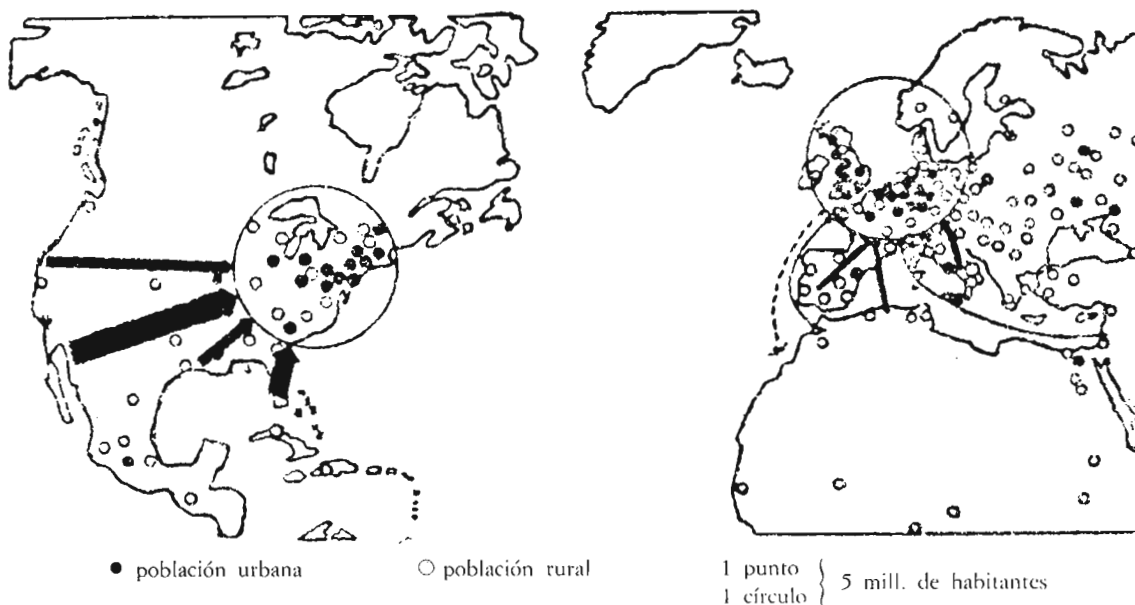 ● población urbana
○ población rural
1 punto
1 círculo
5 mill. de habitantes